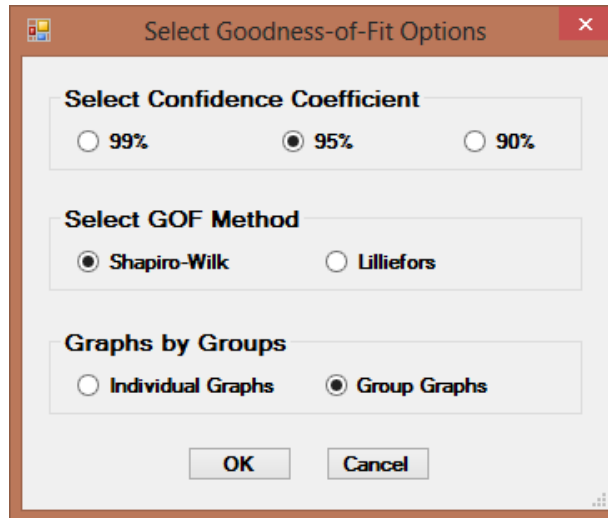 Select Goodness-of-Fit Options
Select Confidence Coefficient
99% 95% 90%
Select GOF Method
Shapiro-Wilk Lilliefors
Graphs by Groups
Individual Graphs Group Graphs
OK Cancel